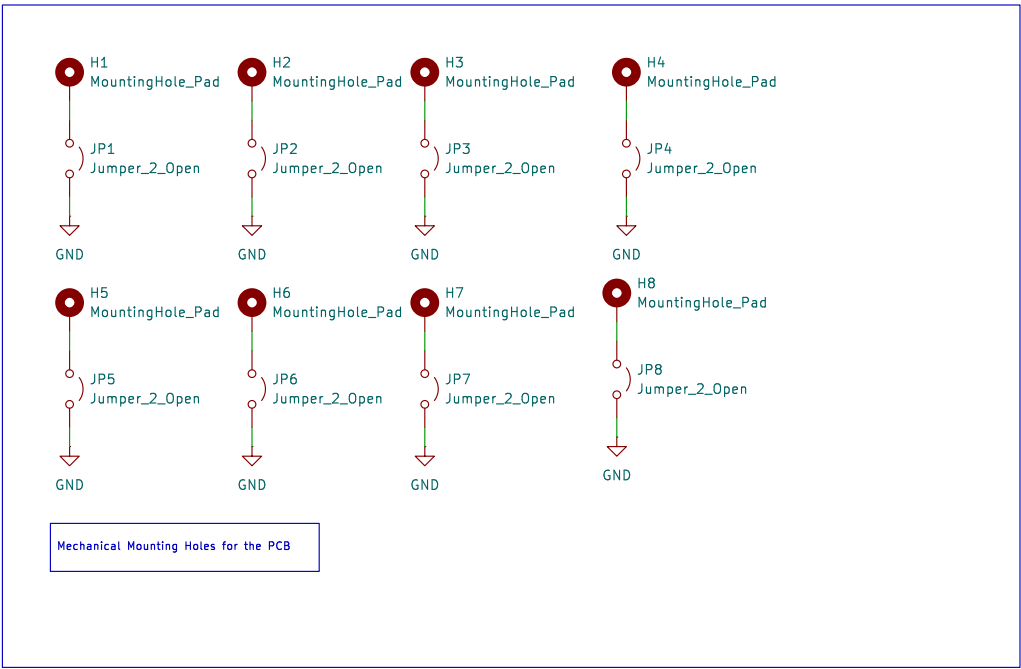 H1
MountingHole_Pad
H2
MountingHole_Pad
H3
MountingHole_Pad
H4
MountingHole_Pad
JP1
Jumper_2_Open
JP2
Jumper_2_Open
JP3
Jumper_2_Open
JP4
Jumper_2_Open
GND
GND
GND
GND
H5
MountingHole_Pad
H6
MountingHole_Pad
H7
MountingHole_Pad
H8
MountingHole_Pad
JP5
Jumper_2_Open
JP6
Jumper_2_Open
JP7
Jumper_2_Open
JP8
Jumper_2_Open
GND
GND
GND
GND
Mechanical Mounting Holes for the PCB